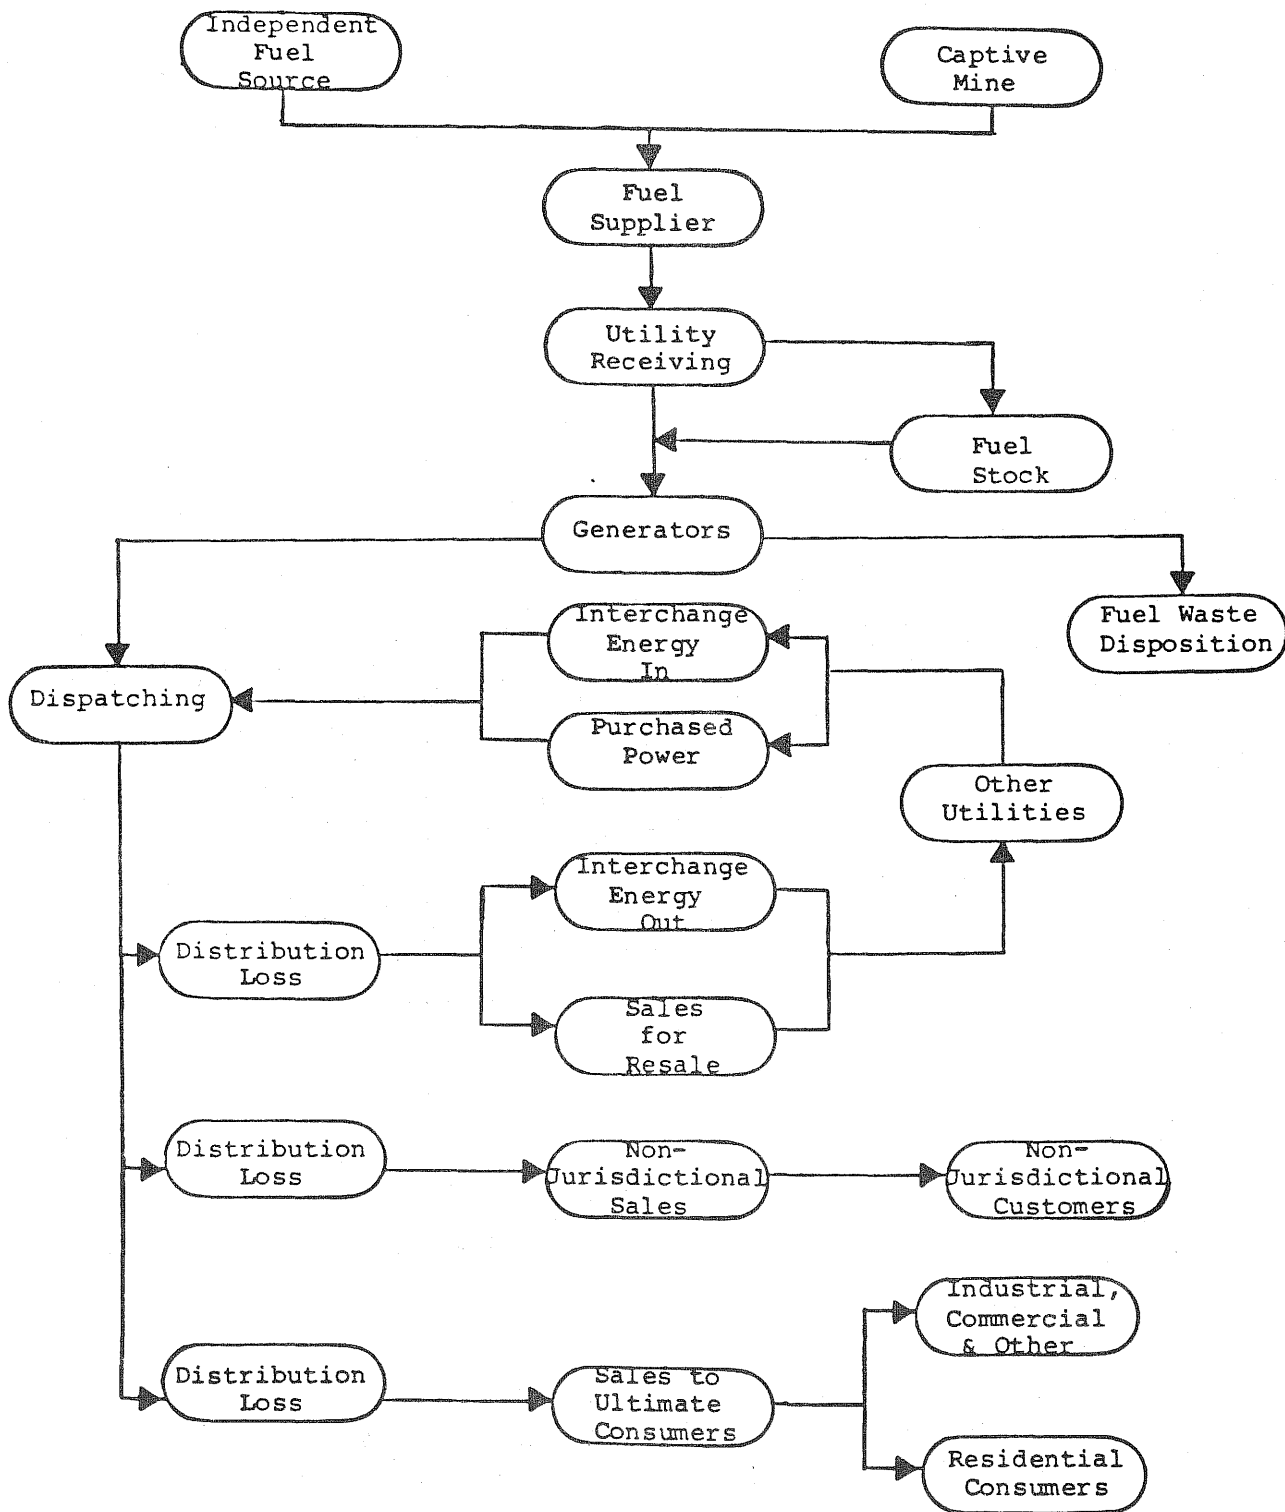 Independent
Fuel
Source
Captive
Mine
Fuel
Supplier
Utility
Receiving
Fuel
Stock
Generators
Fuel Waste
Disposition
Interchange
Energy
In
Dispatching
Purchased
Power
Other
Utilities
Interchange
Energy
Out
Distribution
Loss
Sales
for
Resale
Distribution
Loss
Non-
Jurisdictional
Sales
Non-
Jurisdictional
Customers
Industrial,
Commercial
& Other
Distribution
Loss
Sales to
Ultimate
Consumers
Residential
Consumers